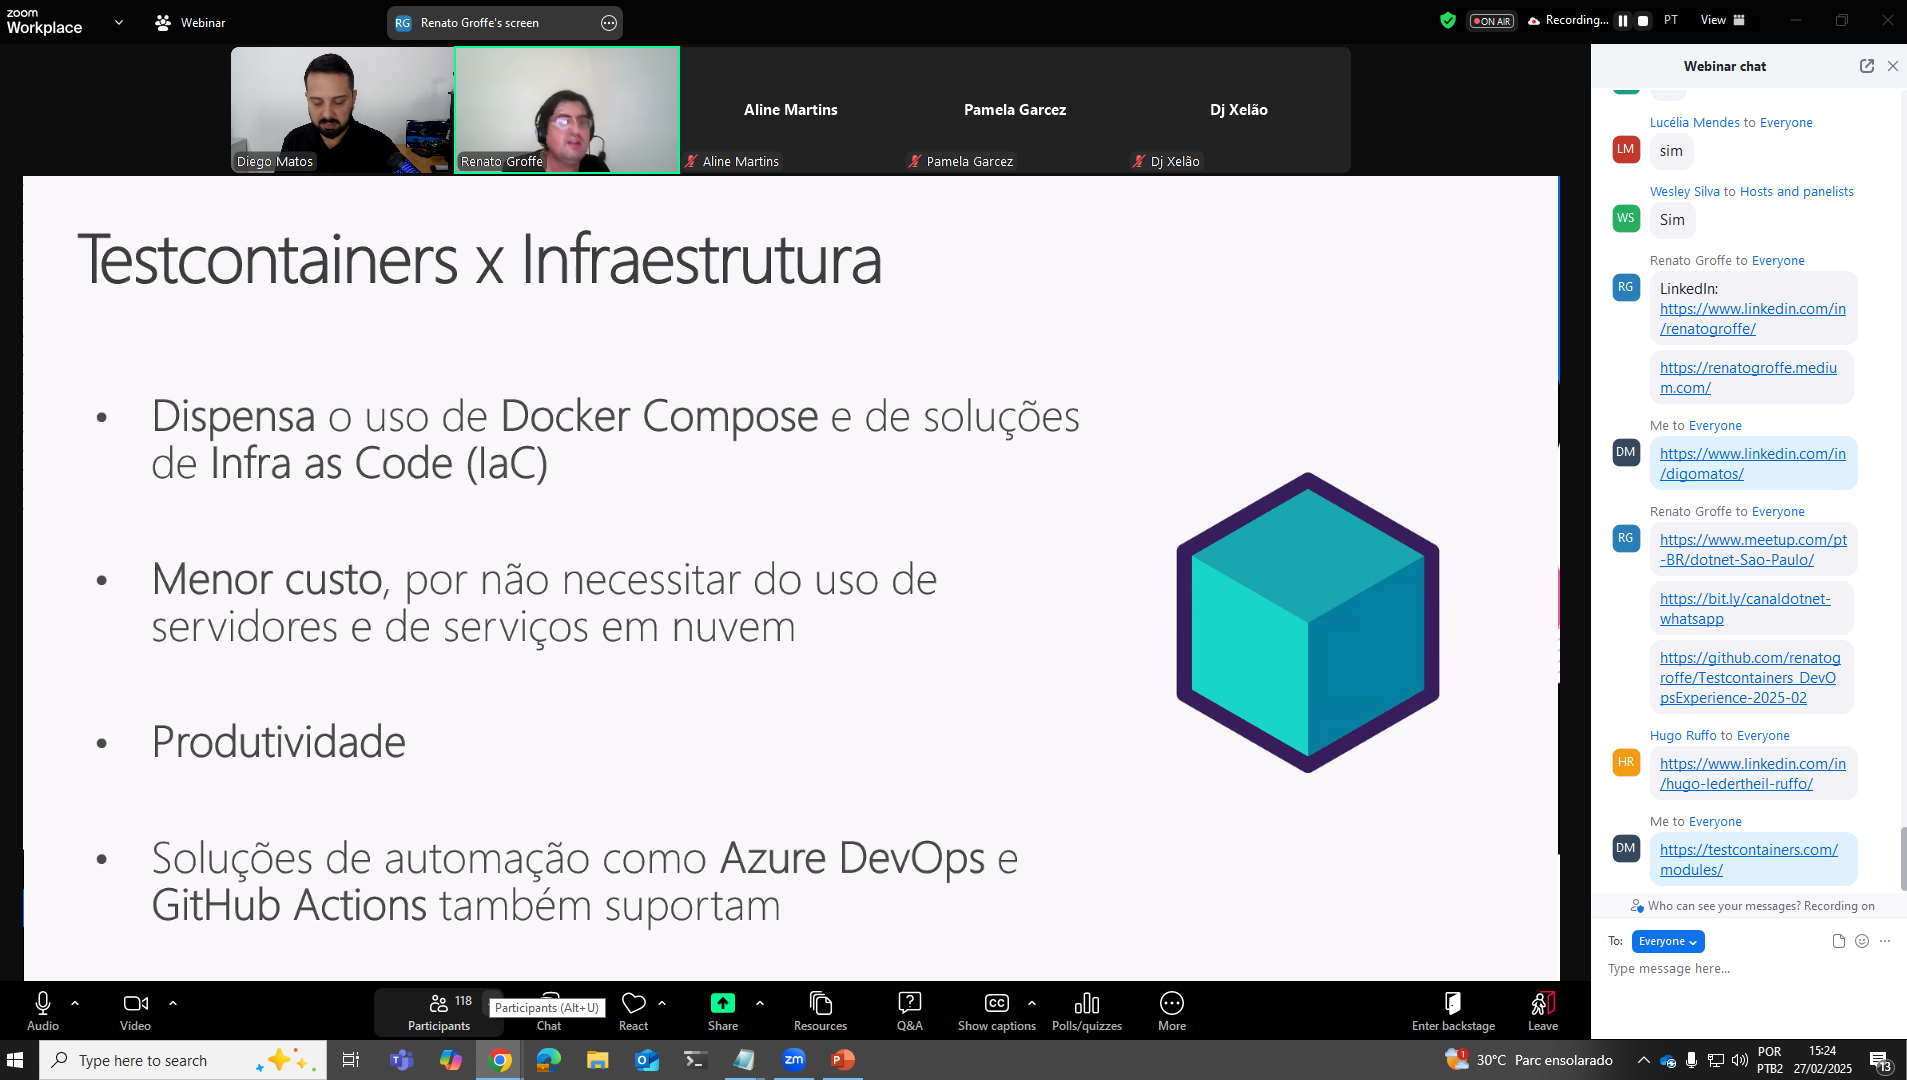 zoom
Workplace
Webinar
RG Renato Groffe's screen
ON AIR
Recording...
PT
View
Diego Matos
Renato Groffe
Aline Martins
Aline Martins
Pamela Garcez
Pamela Garcez
Dj Xelão
Dj Xelão
Testcontainers x Infraestrutura
• Dispensa o uso de Docker Compose e de soluções
de Infra as Code (IaC)
• Menor custo, por não necessitar do uso de
servidores e de serviços em nuvem
• Produtividade
• Soluções de automação como Azure DevOps e
GitHub Actions também suportam
Webinar chat
Lucélia Mendes to Everyone
LM
sim
Wesley Silva to Hosts and panelists
WS
Sim
Renato Groffe to Everyone
RG
LinkedIn:
https://www.linkedin.com/in
/renatogroffe/
https://renatogroffe.mediu
m.com/
Me to Everyone
DM
https://www.linkedin.com/in
/digomatos/
Renato Groffe to Everyone
RG
https://www.meetup.com/pt
-BR/dotnet-Sao-Paulo/
https://bit.ly/canaldotnet-
whatsapp
https://github.com/renatog
roffe/Testcontainers_DevO
psExperience-2025-02
Hugo Ruffo to Everyone
HR
https://www.linkedin.com/in
/hugo-ledertheil-ruffo/
Me to Everyone
DM
https://testcontainers.com/
modules/
Who can see your messages? Recording on
To: Everyone
Type message here...
Audio
Video
118
Participants
Participants (Alt+U)
Chat
React
Share
Resources
Q&A
CC
Show captions
Polls/quizzes
More
Enter backstage
Leave
Type here to search
zm
1
30°C Parc ensolarado
POR
PTB2
15:24
27/02/2025
13